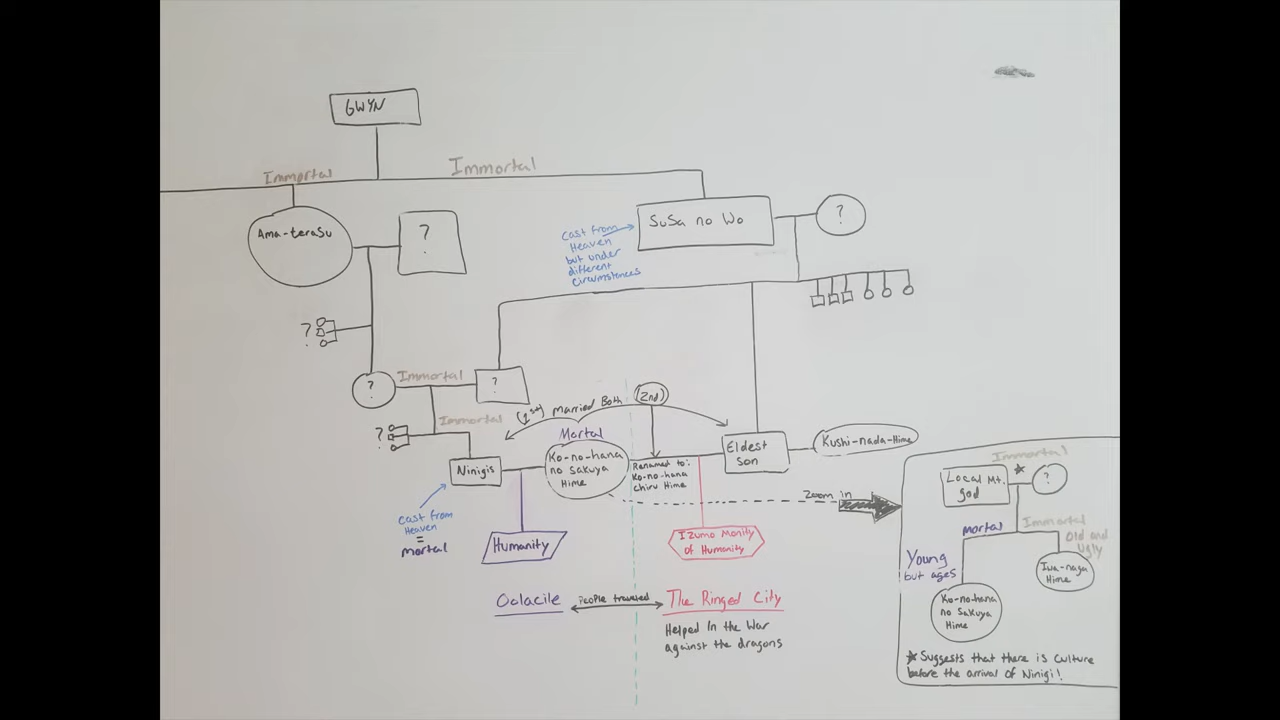 GWYN
Immortal
Immortal
Ama-terasu
?
SuSa no Wo
?
cast from
Heaven
but under
different
circumstances
?
?
Immortal
?
(1st) Married Both (2nd)
Immortal
?
Mortal
Ninigis
Ko-no-hana
no Sakuya
Hime
Renamed to:
Ko-no-hana
chiru Hime
Eldest
son
Kushi-nada-Hime
cast from
Heaven
=
mortal
Zoom in
Humanity
Izumo Monity
of Humanity
Oolacile
People traveled
The Ringed City
Helped In the War
against the dragons
Immortal
Local Mt.
god
?
mortal
Immortal
Old and
Ugly
Young
but ages
Iwa-naga
Hime
Ko-no-hana
no Sakuya
Hime
★Suggests that there is Culture
before the arrival of Ninigi!